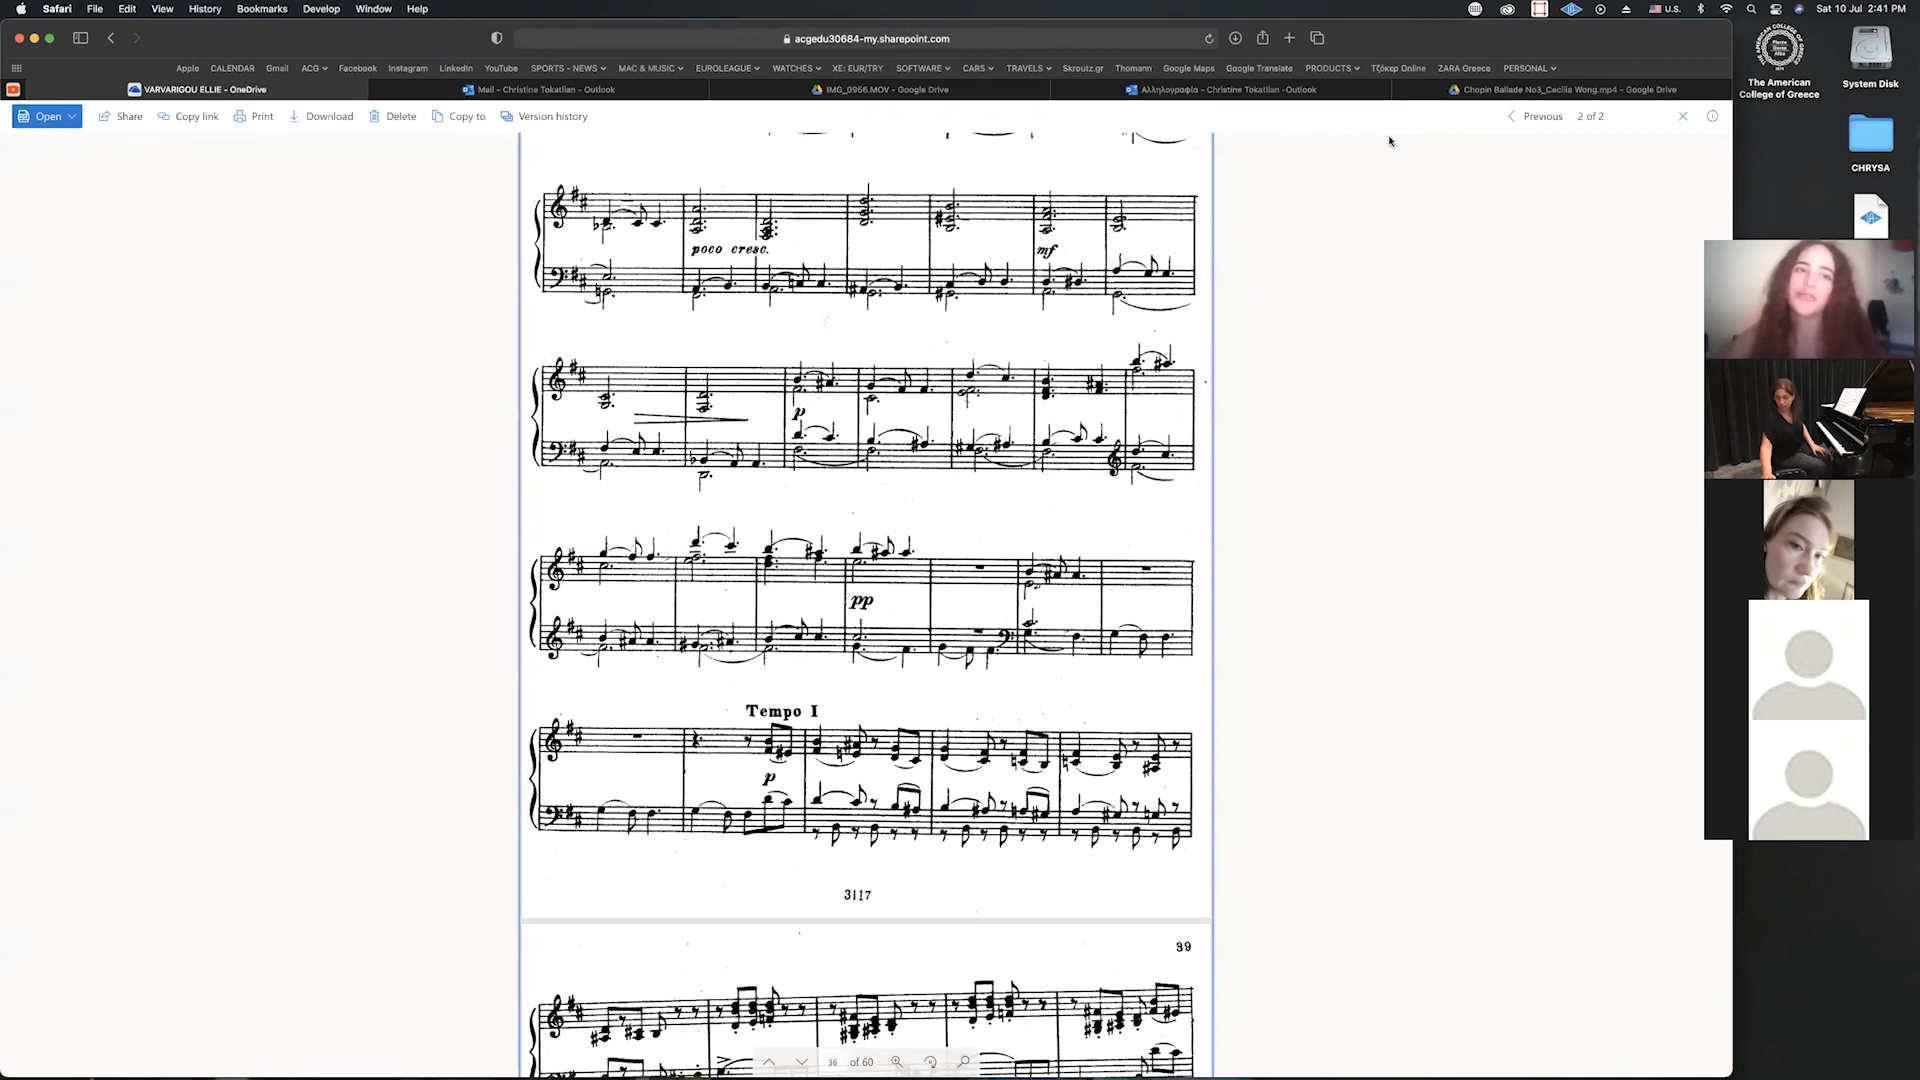 Safari File Edit View History Bookmarks Develop Window Help U.S. Sat 10 Jul 2:41 PM
acgedu30684-my.sharepoint.com
Apple CALENDAR Gmail ACG Facebook Instagram LinkedIn YouTube SPORTS - NEWS MAC & MUSIC EUROLEAGUE WATCHES XE: EUR/TRY SOFTWARE CARS TRAVELS Skroutz.gr Thomann Google Maps Google Translate PRODUCTS Τζόκερ Online ZARA Greece PERSONAL
VARVARIGOU ELLIE - OneDrive Mail - Christine Tokatlian - Outlook IMG_0956.MOV - Google Drive Αλληλογραφία - Christine Tokatlian -Outlook Chopin Ballade No3_Cecilia Wong.mp4 - Google Drive
Open Share Copy link Print Download Delete Copy to Version history Previous 2 of 2
The American
College of Greece
System Disk
CHRYSA
poco cresc.
mf
p
pp
Tempo I
p
3117
39
36 of 60